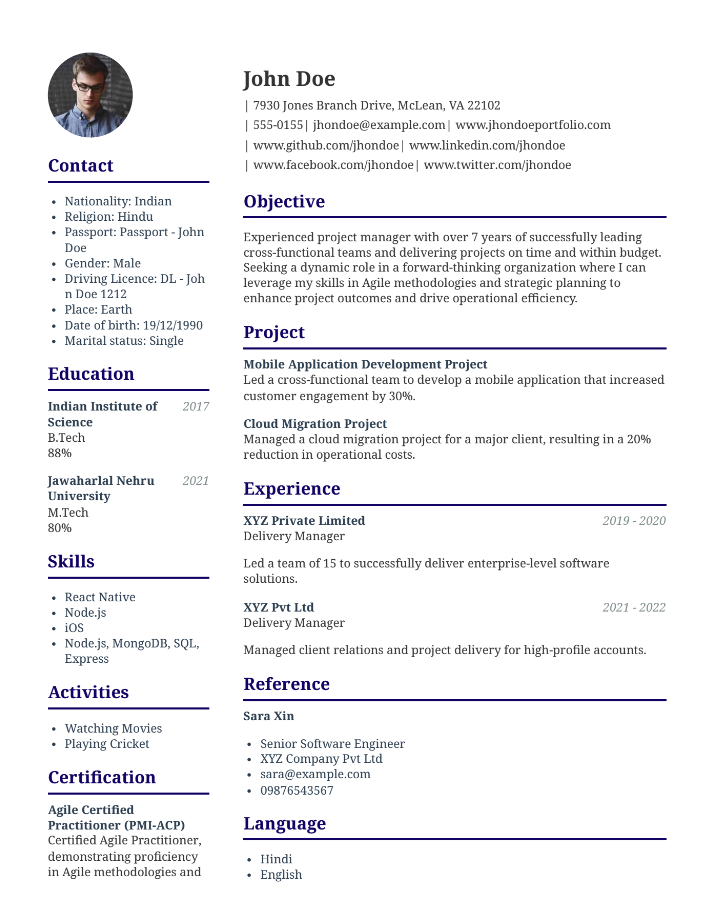 John Doe
| 7930 Jones Branch Drive, McLean, VA 22102
| 555-0155| jhondoe@example.com| www.jhondoeportfolio.com
| www.github.com/jhondoe| www.linkedin.com/jhondoe
| www.facebook.com/jhondoe| www.twitter.com/jhondoe
Contact
• Nationality: Indian
• Religion: Hindu
• Passport: Passport - John
Doe
• Gender: Male
• Driving Licence: DL - Joh
n Doe 1212
• Place: Earth
• Date of birth: 19/12/1990
• Marital status: Single
Education
Indian Institute of 2017
Science
B.Tech
88%
Jawaharlal Nehru 2021
University
M.Tech
80%
Skills
• React Native
• Node.js
• iOS
• Node.js, MongoDB, SQL,
Express
Activities
• Watching Movies
• Playing Cricket
Certification
Agile Certified
Practitioner (PMI-ACP)
Certified Agile Practitioner,
demonstrating proficiency
in Agile methodologies and
Objective
Experienced project manager with over 7 years of successfully leading
cross-functional teams and delivering projects on time and within budget.
Seeking a dynamic role in a forward-thinking organization where I can
leverage my skills in Agile methodologies and strategic planning to
enhance project outcomes and drive operational efficiency.
Project
Mobile Application Development Project
Led a cross-functional team to develop a mobile application that increased
customer engagement by 30%.
Cloud Migration Project
Managed a cloud migration project for a major client, resulting in a 20%
reduction in operational costs.
Experience
XYZ Private Limited 2019 - 2020
Delivery Manager
Led a team of 15 to successfully deliver enterprise-level software
solutions.
XYZ Pvt Ltd 2021 - 2022
Delivery Manager
Managed client relations and project delivery for high-profile accounts.
Reference
Sara Xin
• Senior Software Engineer
• XYZ Company Pvt Ltd
• sara@example.com
• 09876543567
Language
• Hindi
• English